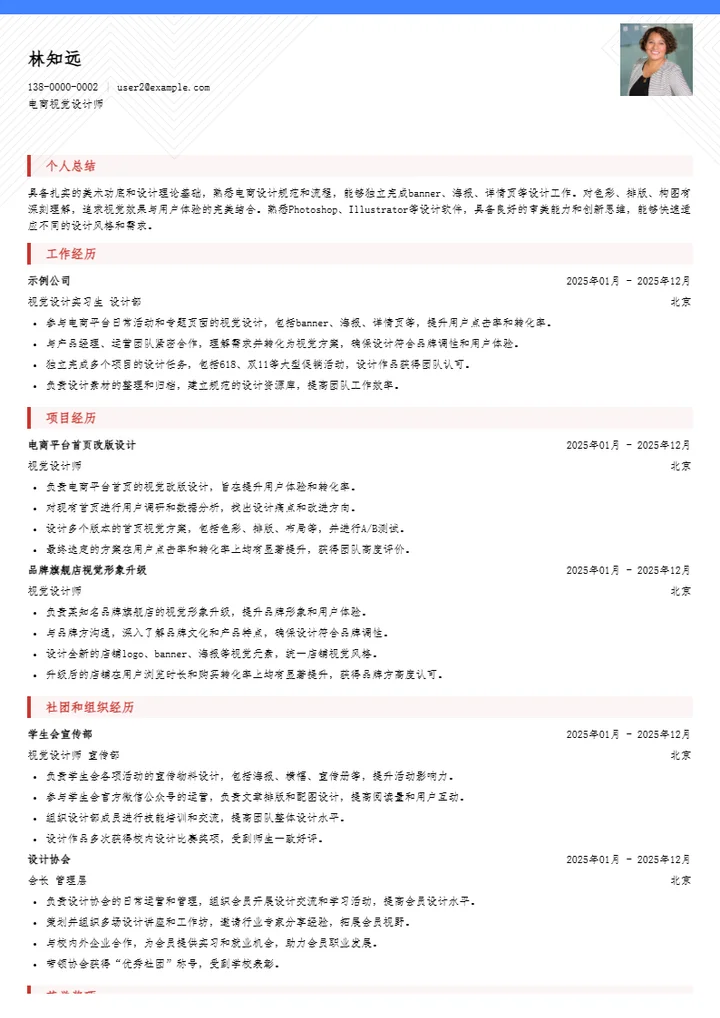 林知远
138-0000-0002 | user2@example.com
电商视觉设计师
个人总结
具备扎实的美术功底和设计理论基础，熟悉电商设计规范和流程，能够独立完成banner、海报、详情页等设计工作。对色彩、排版、构图有
深刻理解，追求视觉效果与用户体验的完美结合。熟悉Photoshop、Illustrator等设计软件，具备良好的审美能力和创新思维，能够快速适
应不同的设计风格和需求。
工作经历
示例公司 2025年01月 - 2025年12月
视觉设计实习生 设计部 北京
• 参与电商平台日常活动和专题页面的视觉设计，包括banner、海报、详情页等，提升用户点击率和转化率。
• 与产品经理、运营团队紧密合作，理解需求并转化为视觉方案，确保设计符合品牌调性和用户体验。
• 独立完成多个项目的设计任务，包括618、双11等大型促销活动，设计作品获得团队认可。
• 负责设计素材的整理和归档，建立规范的设计资源库，提高团队工作效率。
项目经历
电商平台首页改版设计 2025年01月 - 2025年12月
视觉设计师 北京
• 负责电商平台首页的视觉改版设计，旨在提升用户体验和转化率。
• 对现有首页进行用户调研和数据分析，找出设计痛点和改进方向。
• 设计多个版本的首页视觉方案，包括色彩、排版、布局等，并进行A/B测试。
• 最终选定的方案在用户点击率和转化率上均有显著提升，获得团队高度评价。
品牌旗舰店视觉形象升级 2025年01月 - 2025年12月
视觉设计师 北京
• 负责某知名品牌旗舰店的视觉形象升级，提升品牌形象和用户体验。
• 与品牌方沟通，深入了解品牌文化和产品特点，确保设计符合品牌调性。
• 设计全新的店铺logo、banner、海报等视觉元素，统一店铺视觉风格。
• 升级后的店铺在用户浏览时长和购买转化率上均有显著提升，获得品牌方高度认可。
社团和组织经历
学生会宣传部 2025年01月 - 2025年12月
视觉设计师 宣传部 北京
• 负责学生会各项活动的宣传物料设计，包括海报、横幅、宣传册等，提升活动影响力。
• 参与学生会官方微信公众号的运营，负责文章排版和配图设计，提高阅读量和用户互动。
• 组织设计部成员进行技能培训和交流，提高团队整体设计水平。
• 设计作品多次获得校内设计比赛奖项，受到师生一致好评。
设计协会 2025年01月 - 2025年12月
会长 管理层 北京
• 负责设计协会的日常运营和管理，组织会员开展设计交流和学习活动，提高会员设计水平。
• 策划并组织多场设计讲座和工作坊，邀请行业专家分享经验，拓展会员视野。
• 与校内外企业合作，为会员提供实习和就业机会，助力会员职业发展。
• 带领协会获得“优秀社团”称号，受到学校表彰。